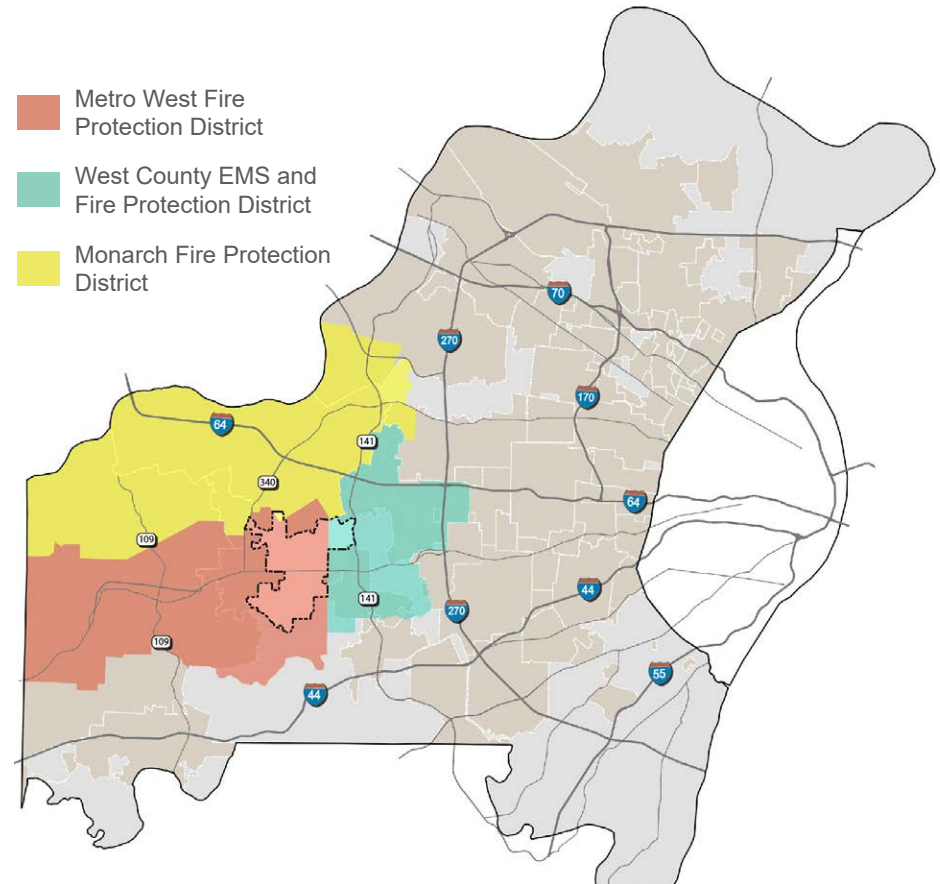 Metro West Fire
Protection District
West County EMS and
Fire Protection District
Monarch Fire Protection
District
70
270
170
64
141
340
64
109
141
44
270
109
55
44